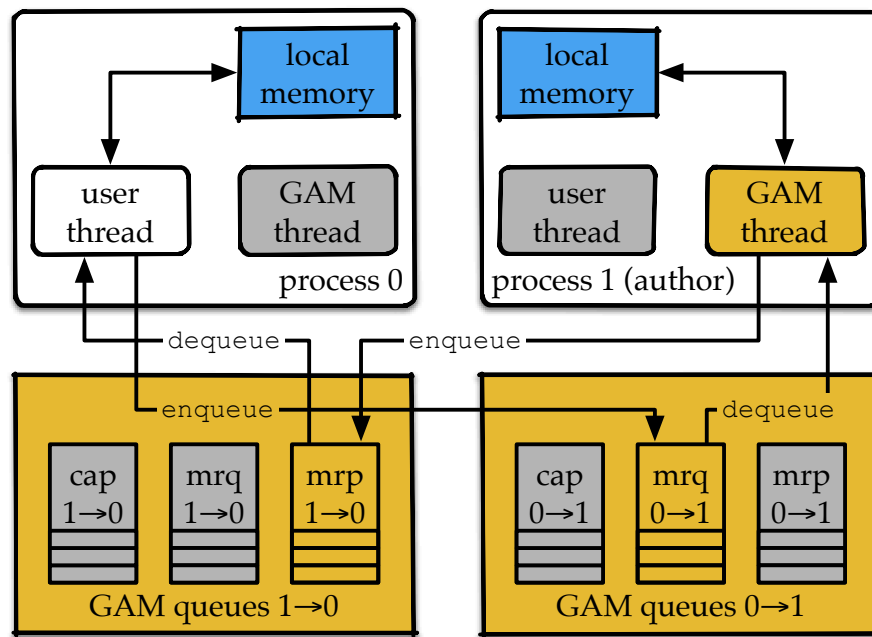 local
memory
user
thread
GAM
thread
process 0
local
memory
user
thread
GAM
thread
process 1 (author)
dequeue
enqueue
enqueue
dequeue
cap
1→0
mrq
1→0
mrp
1→0
GAM queues 1→0
cap
0→1
mrq
0→1
mrp
0→1
GAM queues 0→1